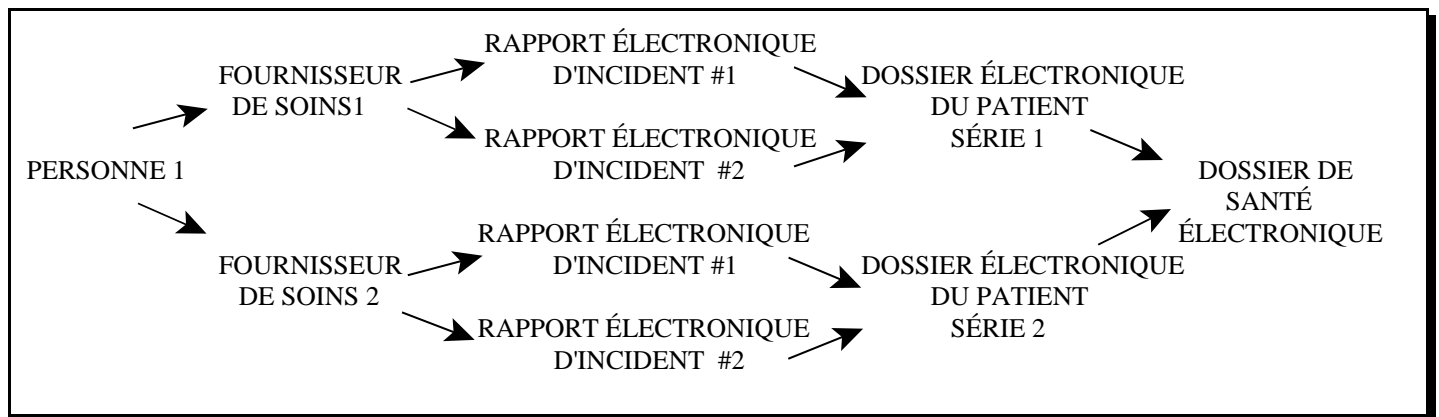 PERSONNE 1
FOURNISSEUR
DE SOINS1
RAPPORT ÉLECTRONIQUE
D'INCIDENT #1
RAPPORT ÉLECTRONIQUE
D'INCIDENT #2
DOSSIER ÉLECTRONIQUE
DU PATIENT
SÉRIE 1
FOURNISSEUR
DE SOINS 2
RAPPORT ÉLECTRONIQUE
D'INCIDENT #1
RAPPORT ÉLECTRONIQUE
D'INCIDENT #2
DOSSIER ÉLECTRONIQUE
DU PATIENT
SÉRIE 2
DOSSIER DE
SANTÉ
ÉLECTRONIQUE